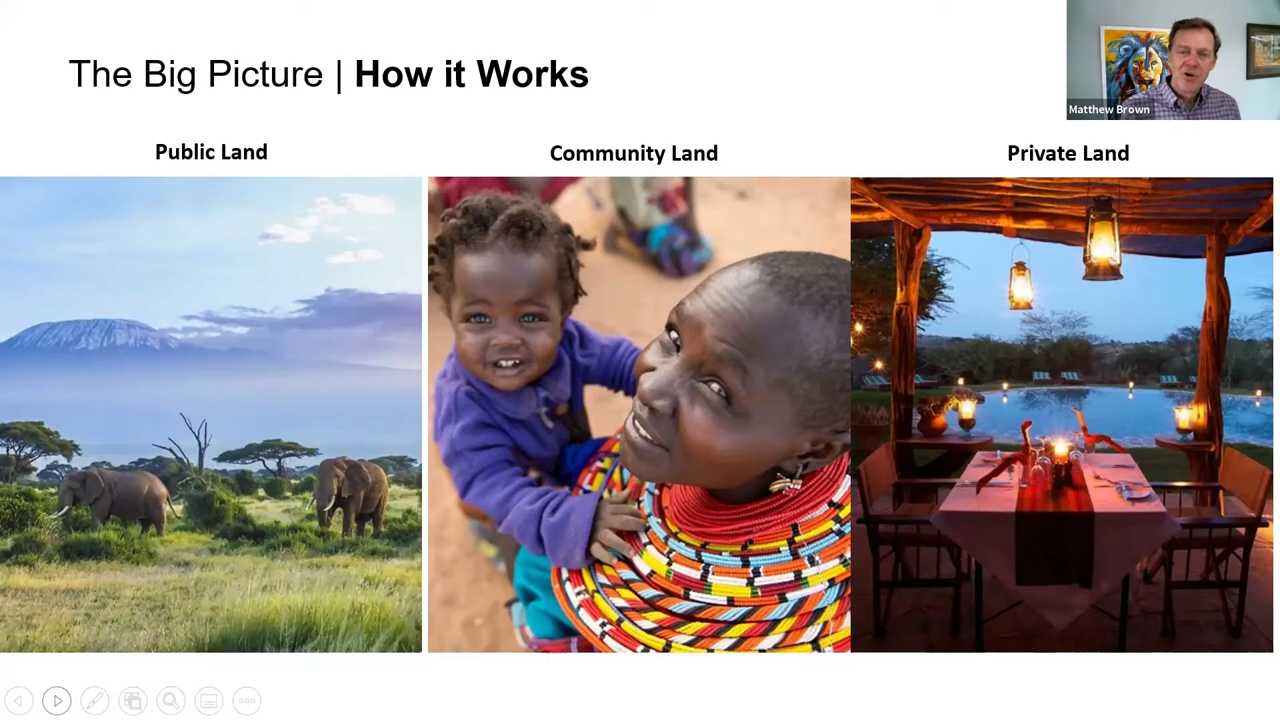 The Big Picture | How it Works
Matthew Brown
Public Land
Community Land
Private Land